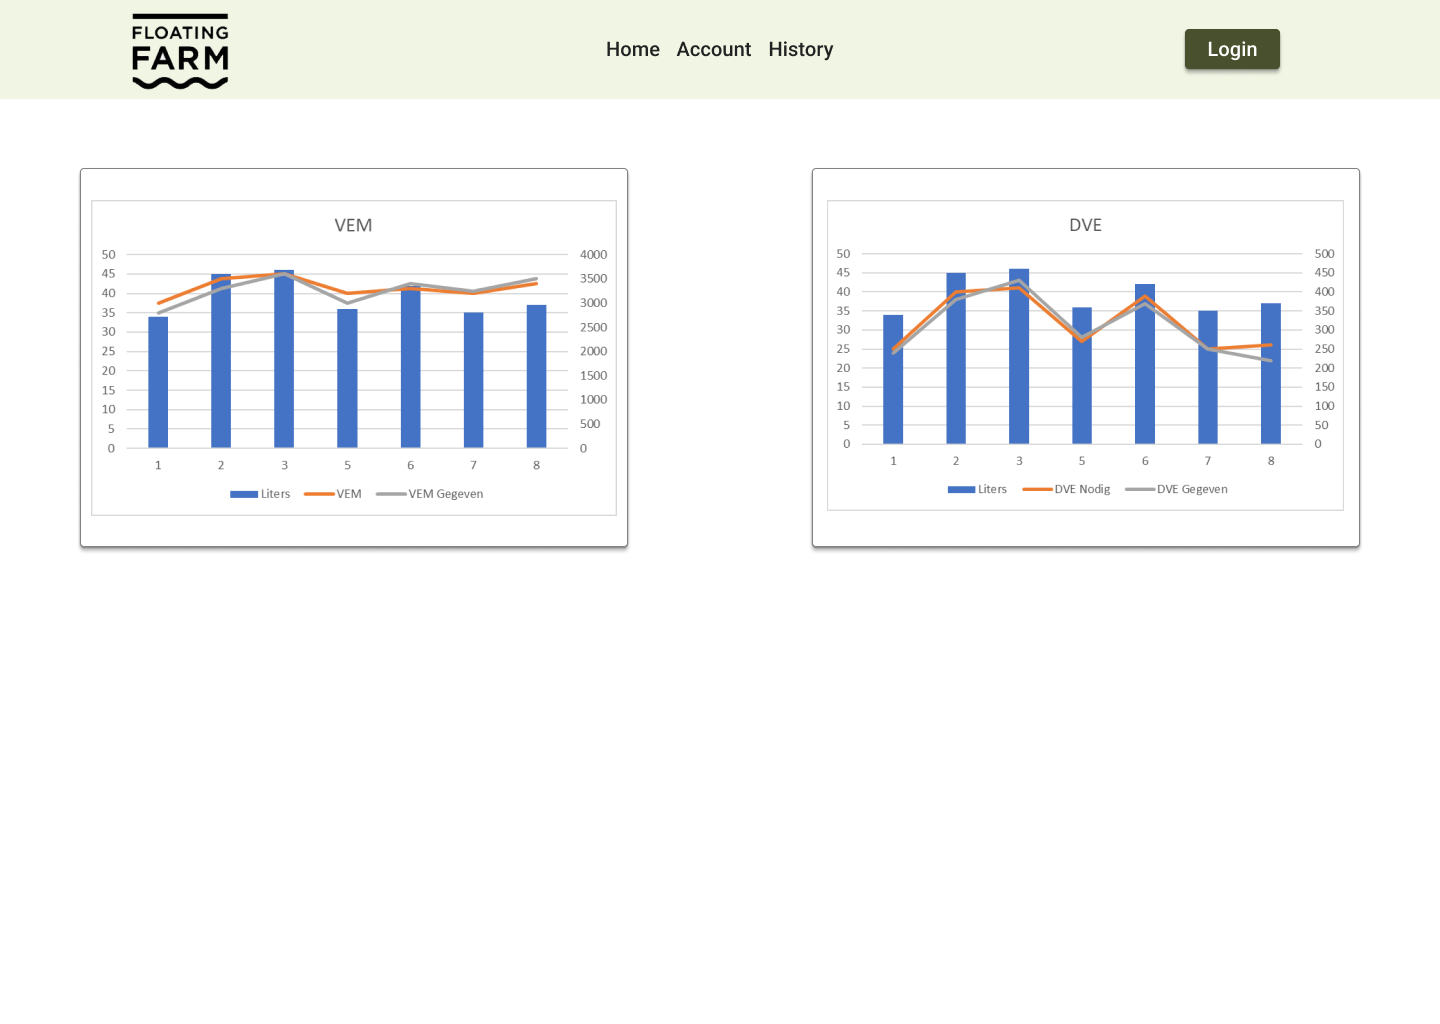 FLOATING
FARM
Home Account History
Login
VEM
50 4000
45 3500
40 3000
35 2500
30 2000
25 1500
20 1000
15 500
10 0
5
0
1 2 3 5 6 7 8
Liters VEM VEM Gegeven
DVE
50 500
45 450
40 400
35 350
30 300
25 250
20 200
15 150
10 100
5 50
0 0
1 2 3 5 6 7 8
Liters DVE Nodig DVE Gegeven